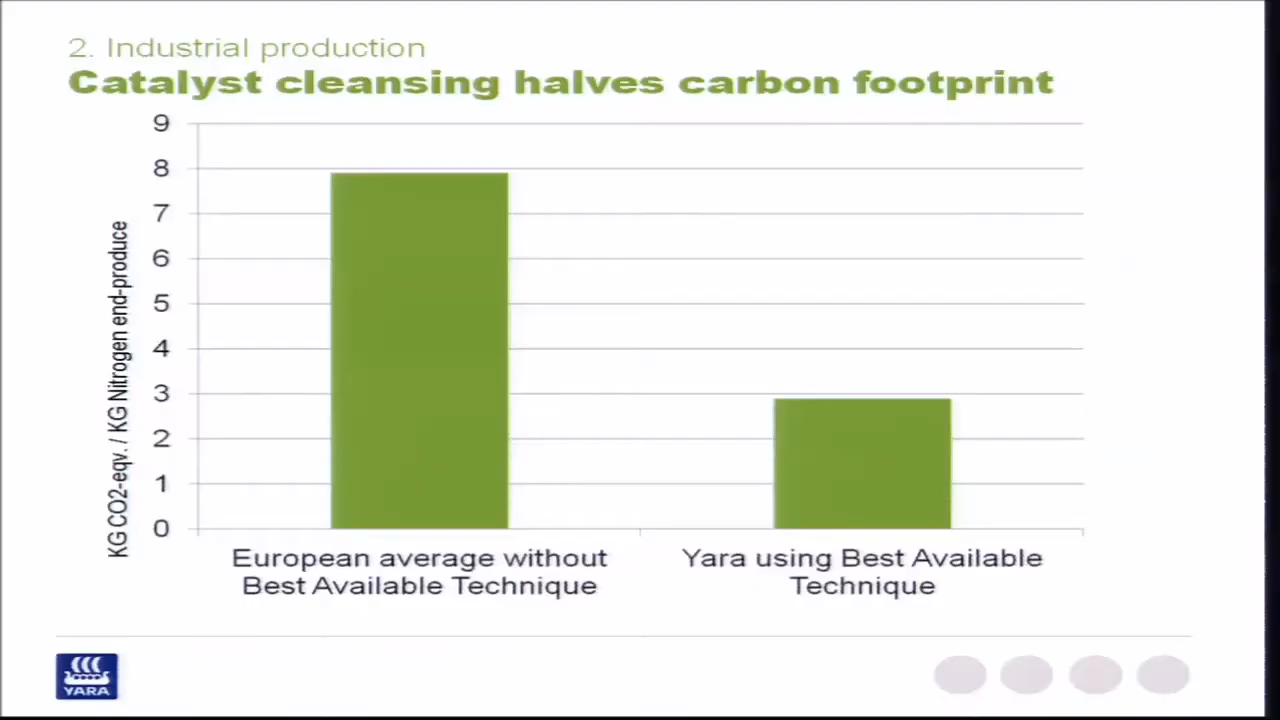 2. Industrial production
Catalyst cleansing halves carbon footprint
9
8
7
6
5
4
3
2
1
0
KG CO2-eqv. / KG Nitrogen end-produce
European average without
Best Available Technique
Yara using Best Available
Technique
YARA